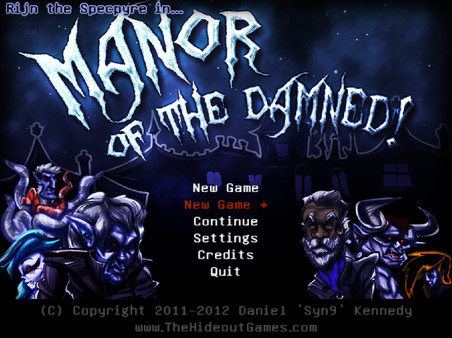 Rijn the Specpyre in...
MANOR
OF THE DAMNED!
New Game
New Game +
Continue
Settings
Credits
Quit
(C) Copyright 2011-2012 Daniel 'Syn9' Kennedy
www.TheHideoutGames.com